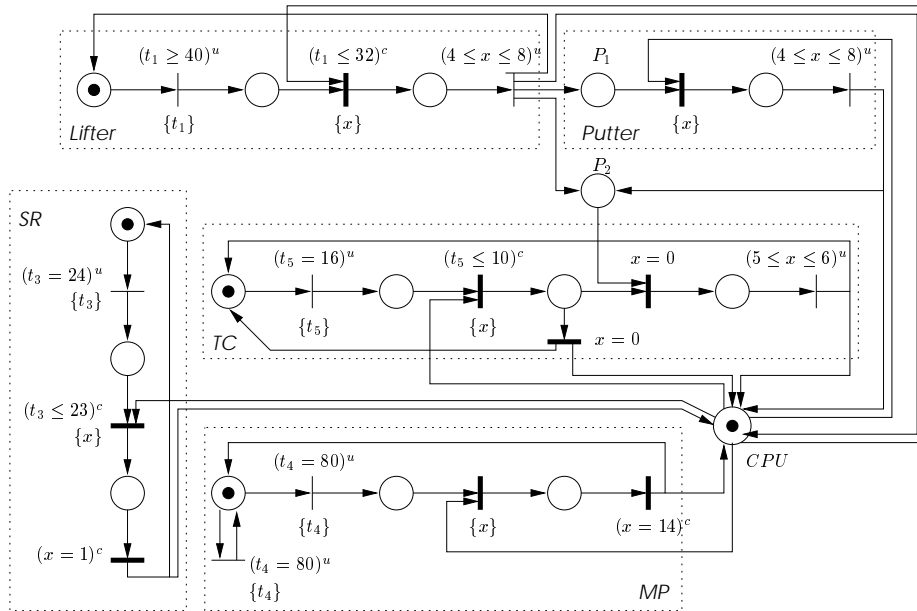 (t₁ ≥ 40)ᵘ
(t₁ ≤ 32)ᶜ
(4 ≤ x ≤ 8)ᵘ
P₁
(4 ≤ x ≤ 8)ᵘ
Lifter
{t₁}
{x}
{x}
Putter
P₂
SR
(t₃ = 24)ᵘ
{t₃}
(t₅ = 16)ᵘ
(t₅ ≤ 10)ᶜ
x = 0
(5 ≤ x ≤ 6)ᵘ
TC
{t₅}
{x}
x = 0
(t₃ ≤ 23)ᶜ
{x}
CPU
(t₄ = 80)ᵘ
{t₄}
{x}
(x = 14)ᶜ
(x = 1)ᶜ
(t₄ = 80)ᵘ
{t₄}
MP